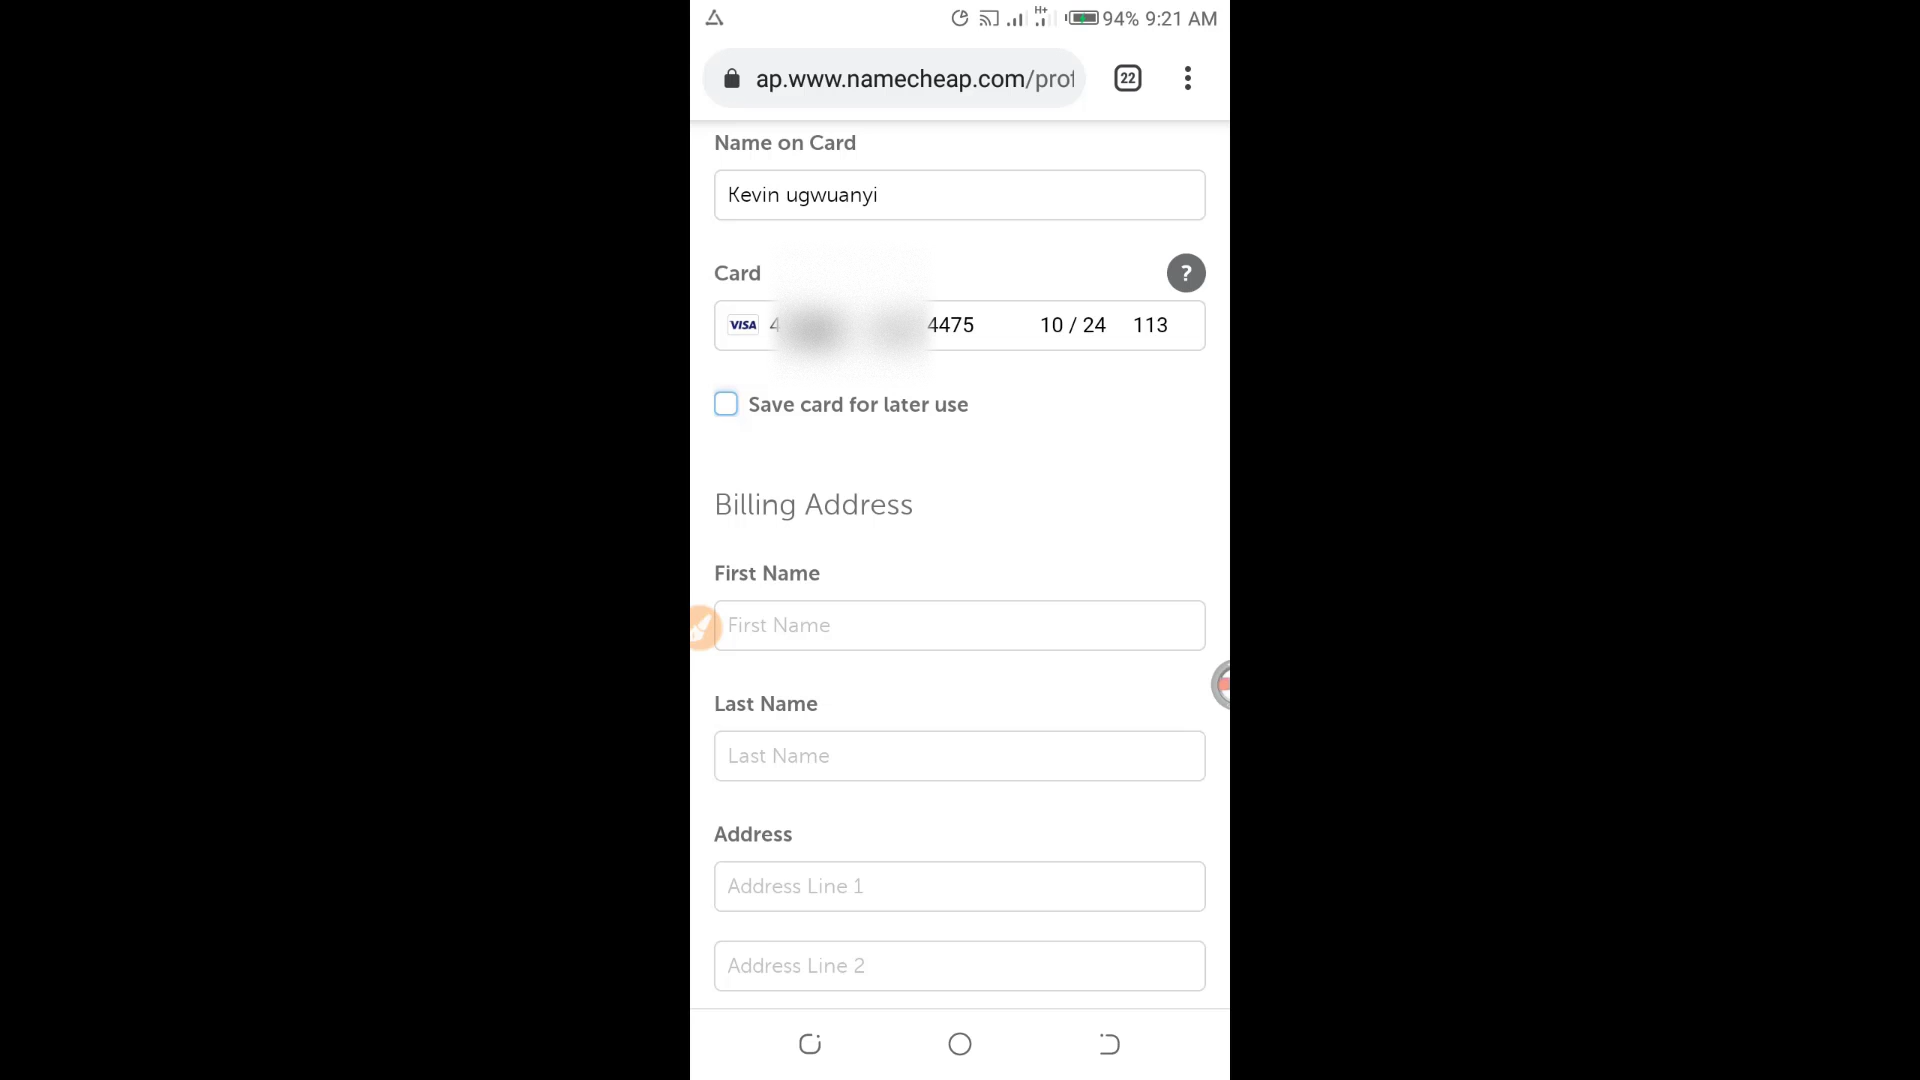 H+
94% 9:21 AM
ap.www.namecheap.com/prof
22
Name on Card
Kevin ugwuanyi
Card
?
VISA 4 4475 10 / 24 113
Save card for later use
Billing Address
First Name
First Name
Last Name
Last Name
Address
Address Line 1
Address Line 2